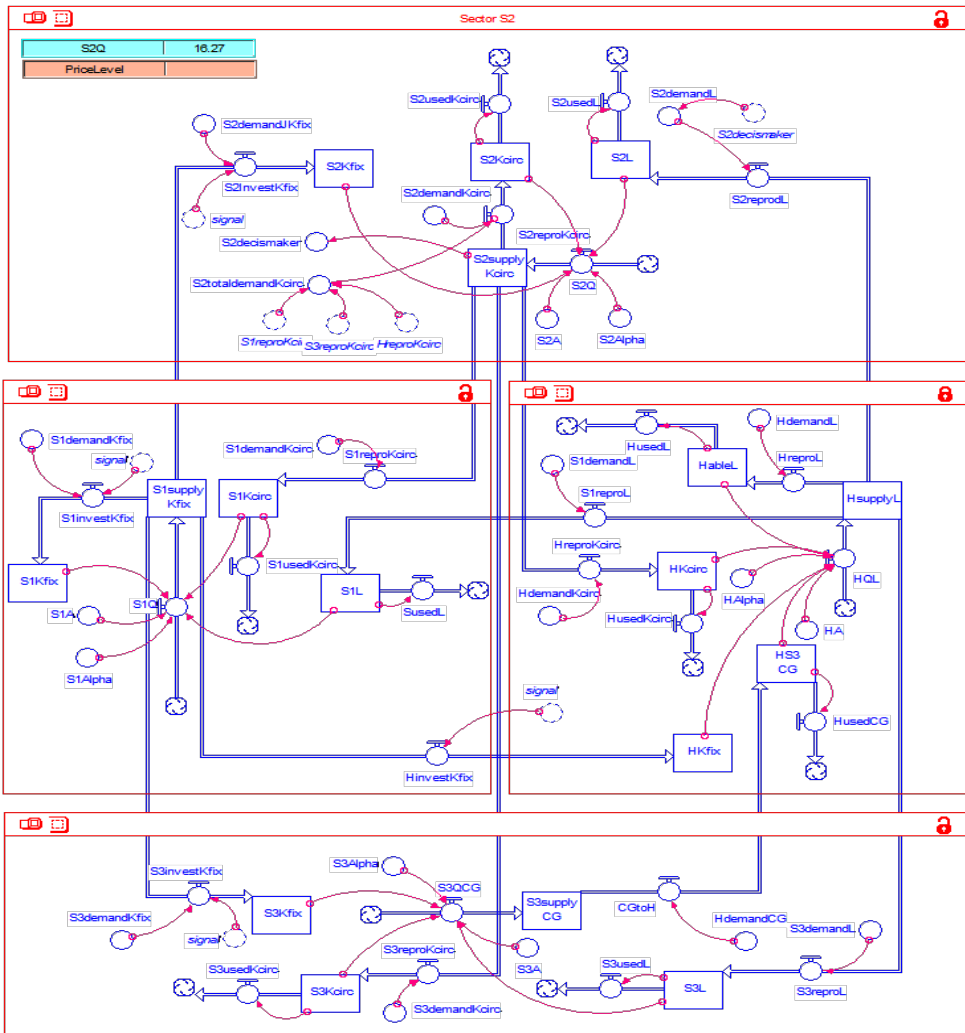 Sector S2
S2Q 16.27
PriceLevel
S2usedKcirc
S2usedL
S2demandL
S2decismaker
S2demandJKfix
S2Kfix
S2Kcirc
S2L
S2InvestKfix
S2demandKcirc
S2reprodL
signal
S2reproKcirc
S2decismaker
S2supply
Kcirc
S2totaldemandKcirc
S2Q
S1reproKcirc
S3reproKcirc
HreproKcirc
S2A
S2Alpha
S1demandKfix
signal
S1demandKcirc
S1reproKcirc
S1supply
Kfix
S1Kcirc
S1investKfix
S1Kfix
S1usedKcirc
S1L
SusedL
S1A
S1Q
S1Alpha
HinvestKfix
signal
HusedL
HdemandL
S1demandL
HableL
HreproL
S1reproL
HsupplyL
HreproKcirc
HKcirc
HQL
HdemandKcirc
HAlpha
HusedKcirc
HA
HS3
CG
HusedCG
HKfix
S3investKfix
S3Alpha
S3QCG
S3Kfix
S3supply
CG
CGtoH
HdemandCG
S3demandKfix
signal
S3demandL
S3usedKcirc
S3reproKcirc
S3A
S3usedL
S3Kcirc
S3L
S3reproL
S3demandKcirc